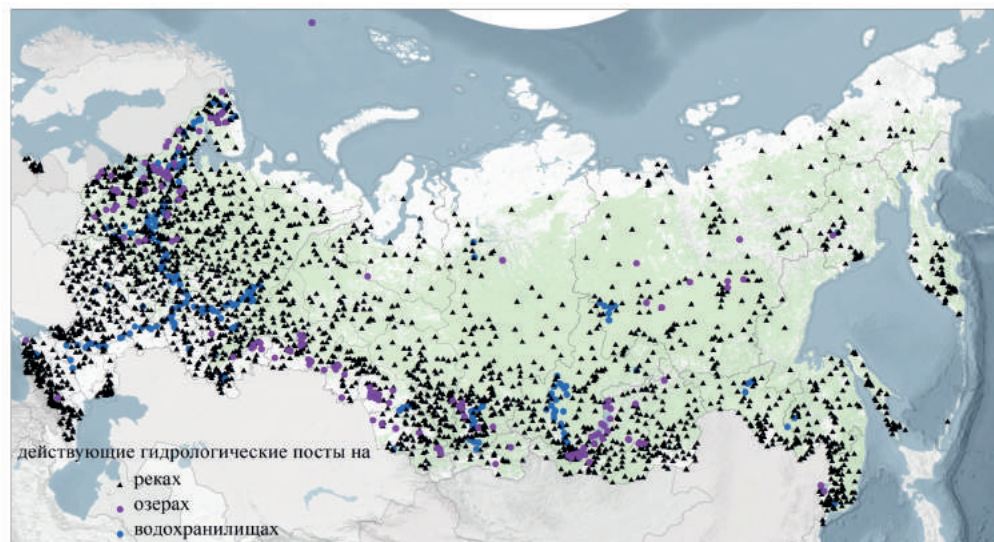 действующие гидрологические посты на
реках
озерах
водохранилищах